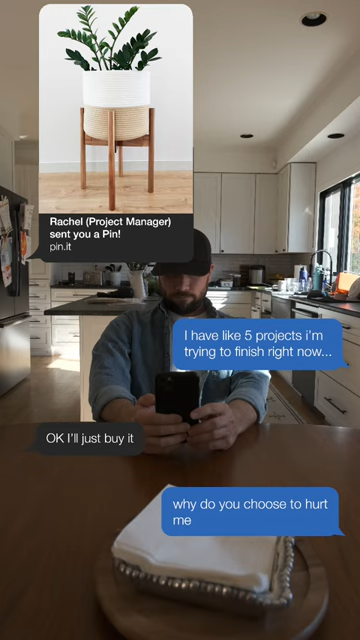 Rachel (Project Manager)
sent you a Pin!
pin.it
I have like 5 projects i'm
trying to finish right now...
OK I'll just buy it
why do you choose to hurt
me